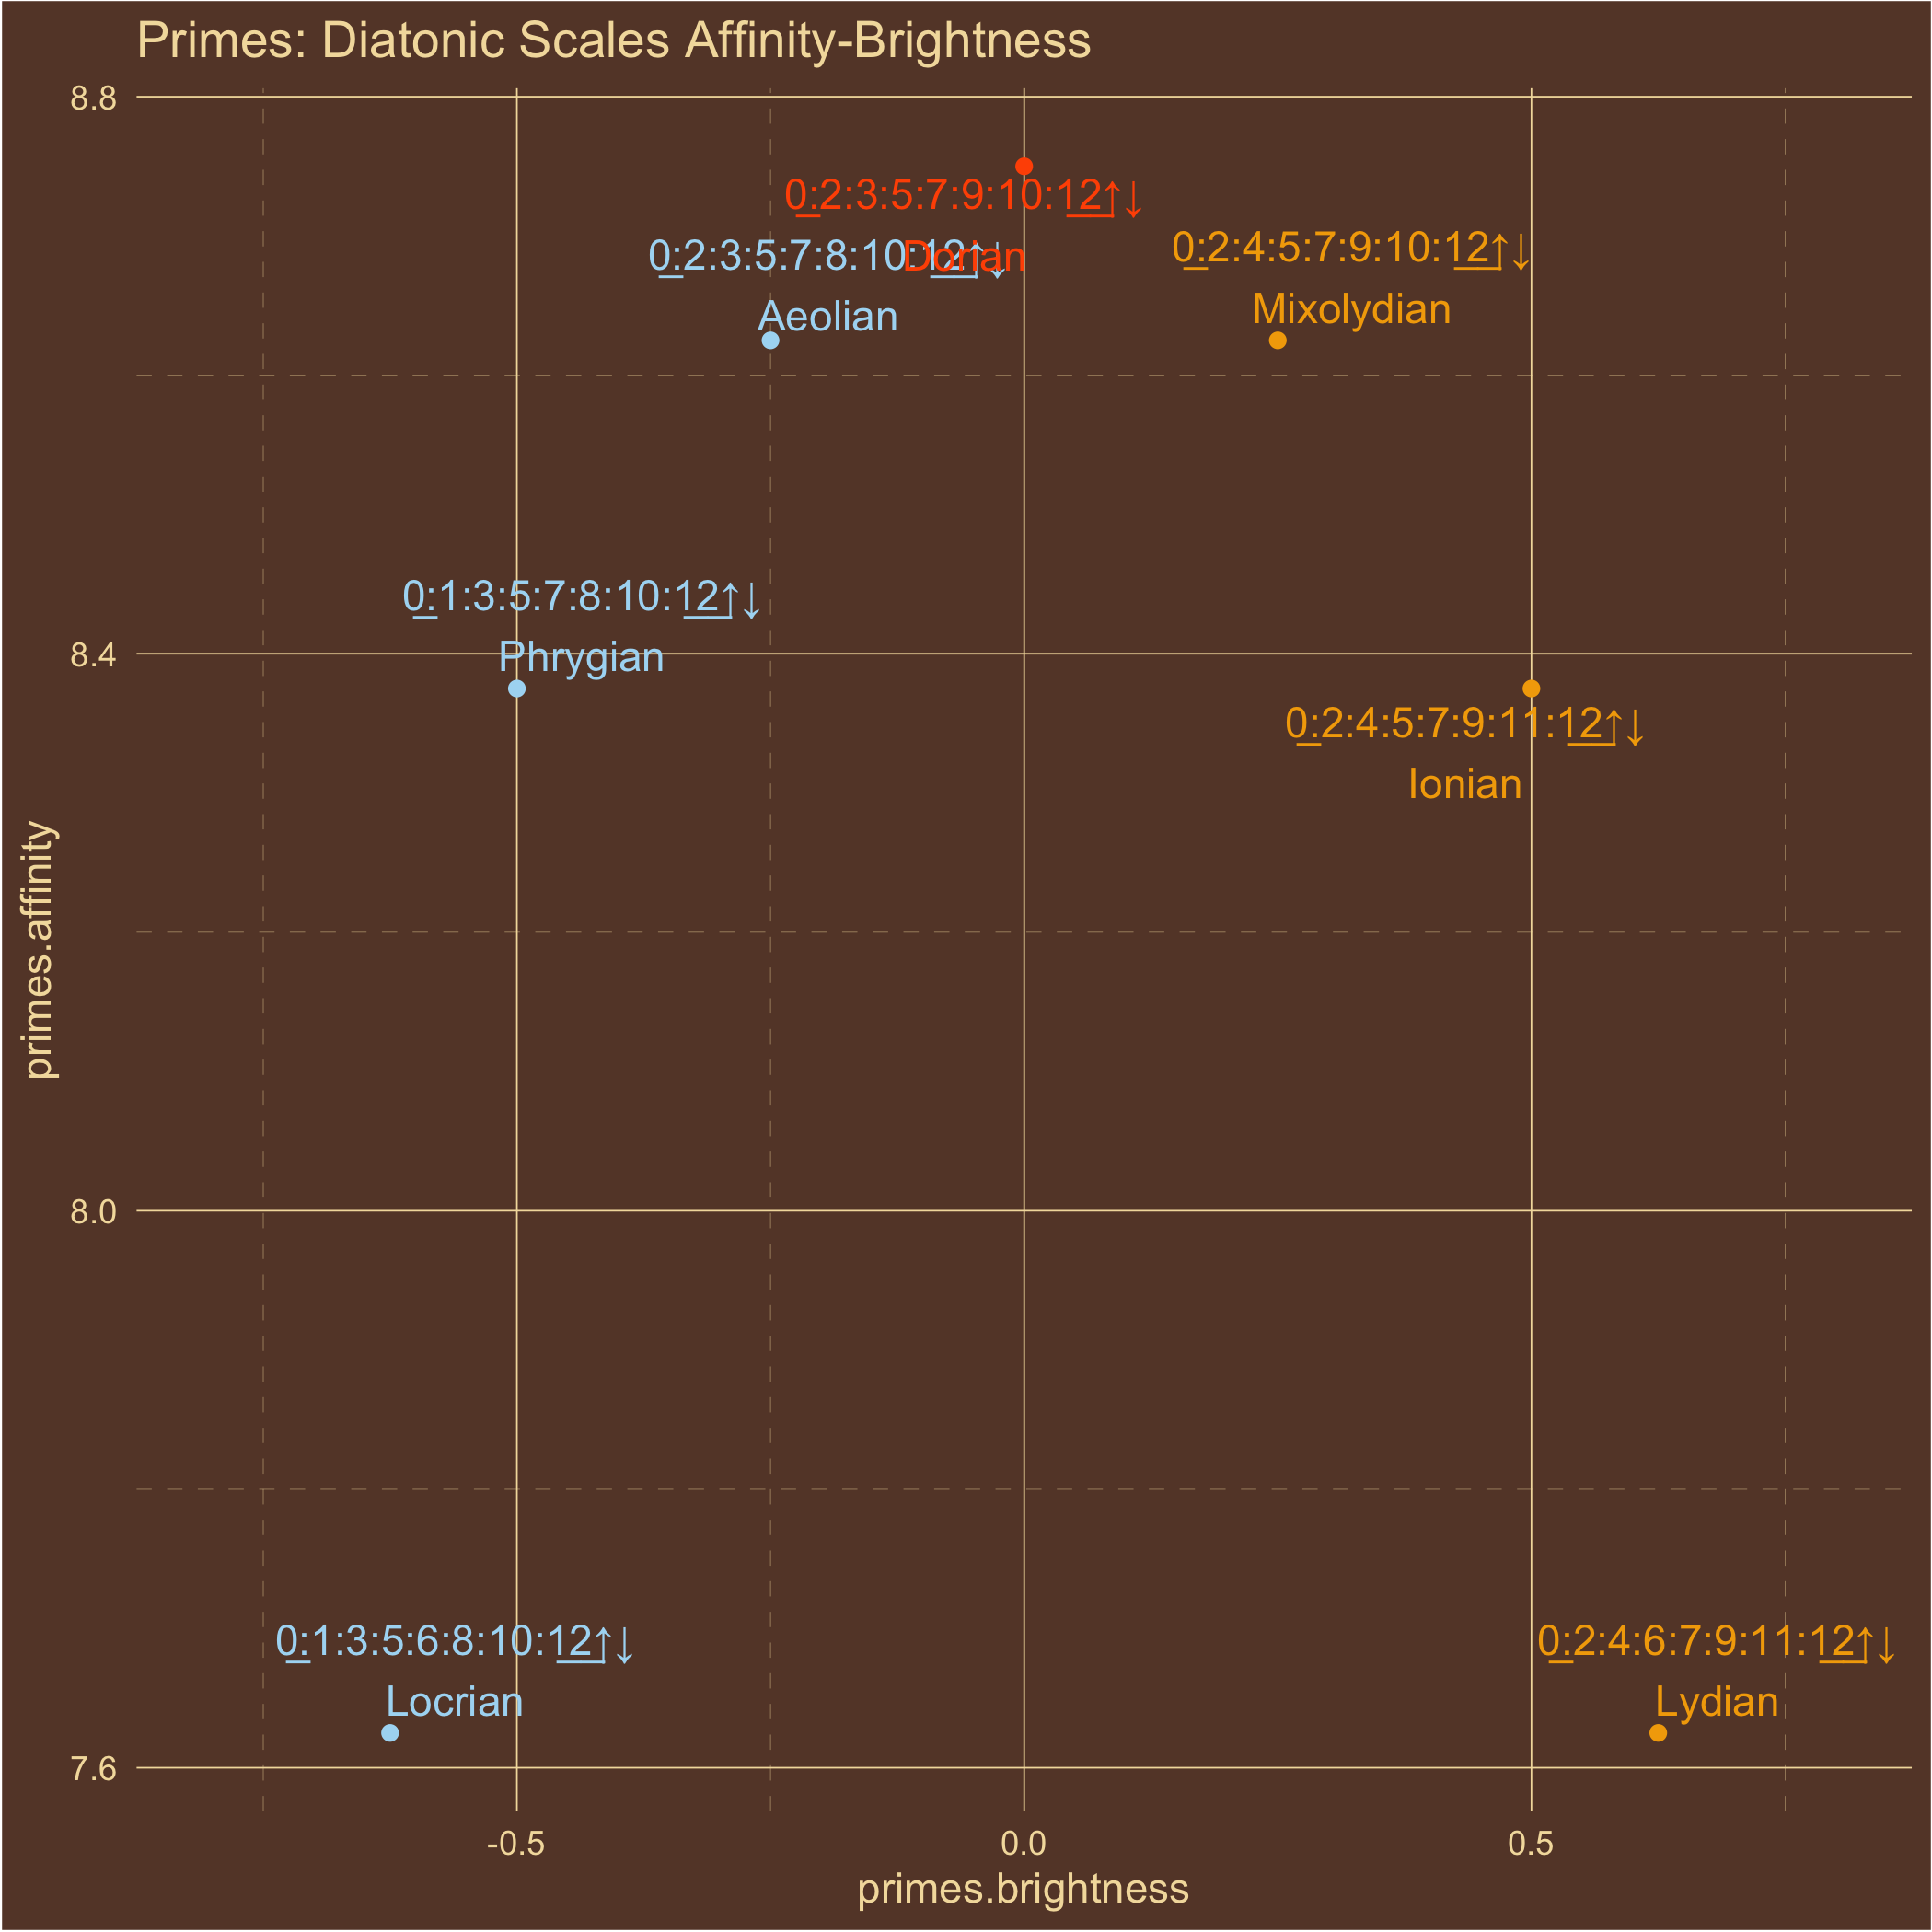 Primes: Diatonic Scales Affinity-Brightness
8.8
0:2:3:5:7:9:10:12↑↓
Dorian
0:2:3:5:7:8:10:12↑↓
Aeolian
0:2:4:5:7:9:10:12↑↓
Mixolydian
0:1:3:5:7:8:10:12↑↓
Phrygian
8.4
0:2:4:5:7:9:11:12↑↓
Ionian
primes.affinity
8.0
0:1:3:5:6:8:10:12↑↓
Locrian
0:2:4:6:7:9:11:12↑↓
Lydian
7.6
-0.5
0.0
0.5
primes.brightness